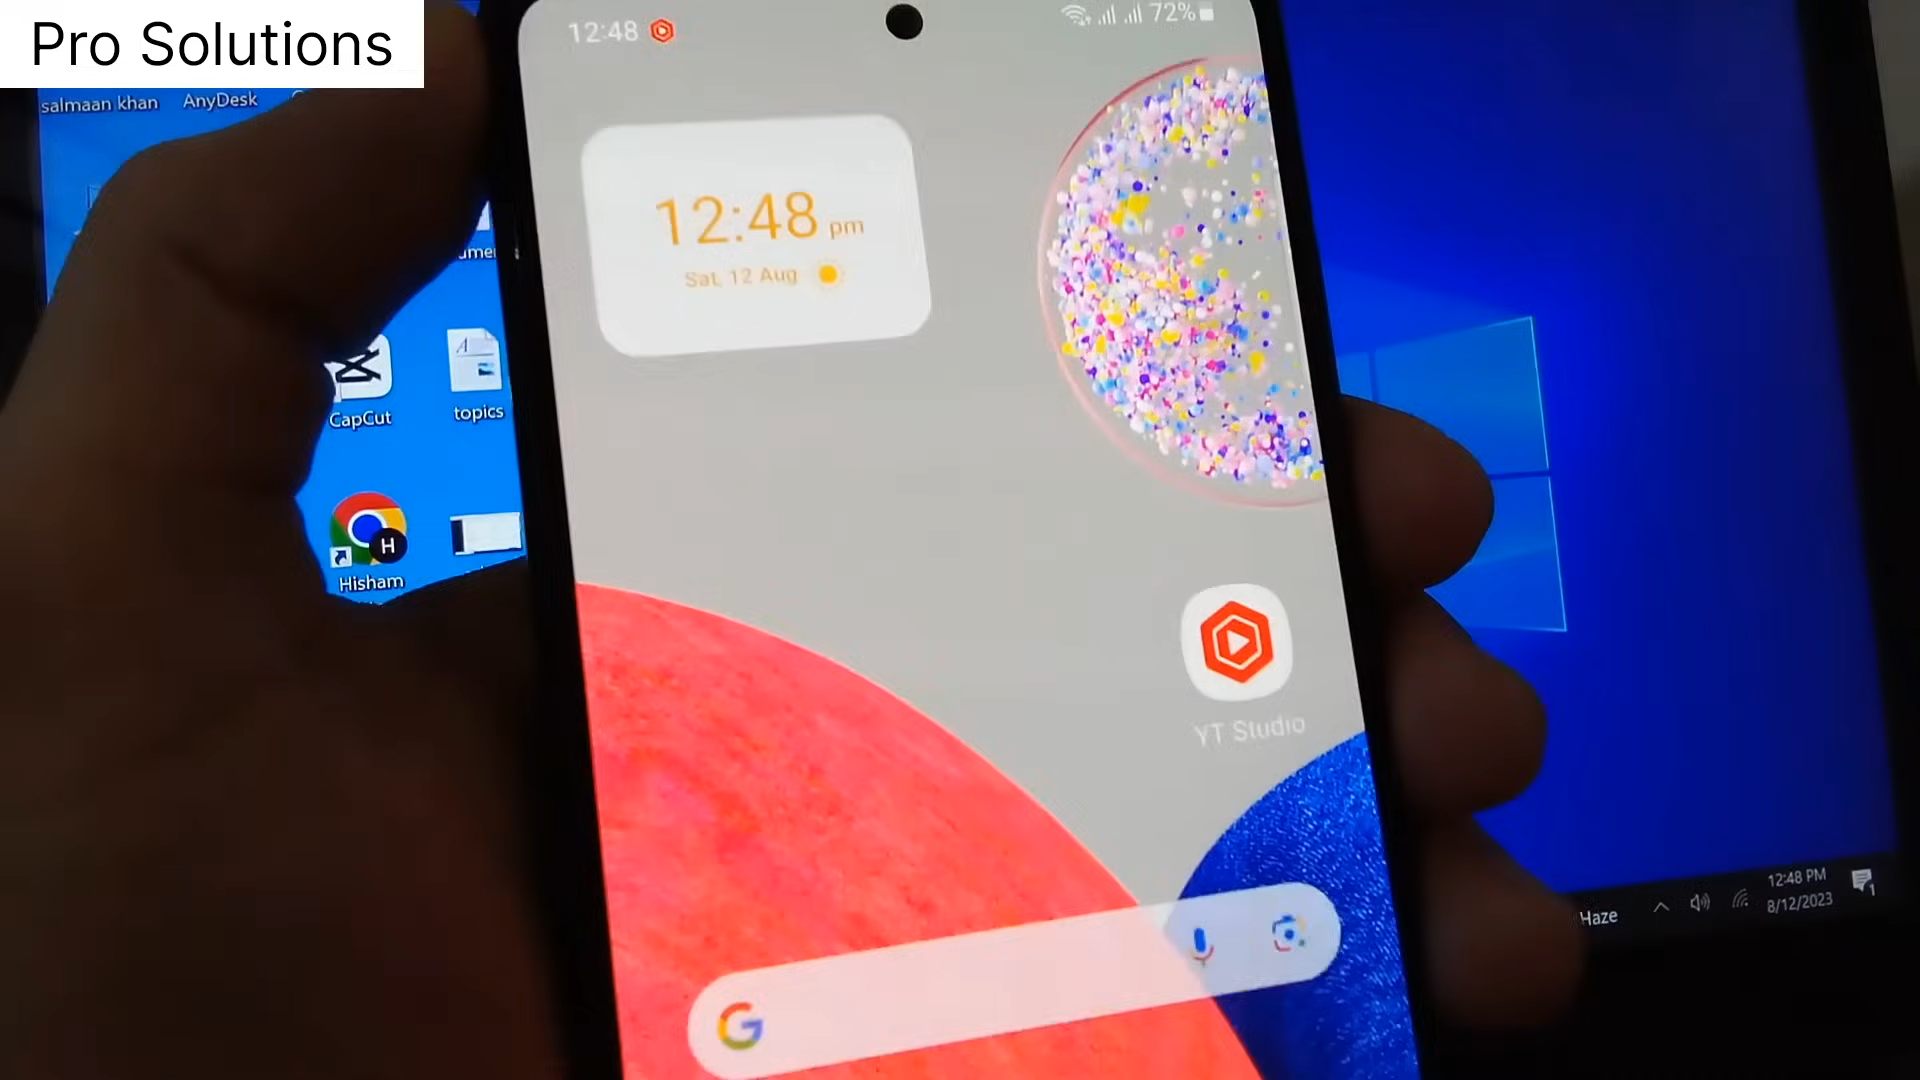 Pro Solutions
salmaan khan
AnyDesk
12:48
72%
12:48 pm
Sat, 12 Aug
CapCut
topics
H
Hisham
YT Studio
G
Haze
12:48 PM
8/12/2023
1